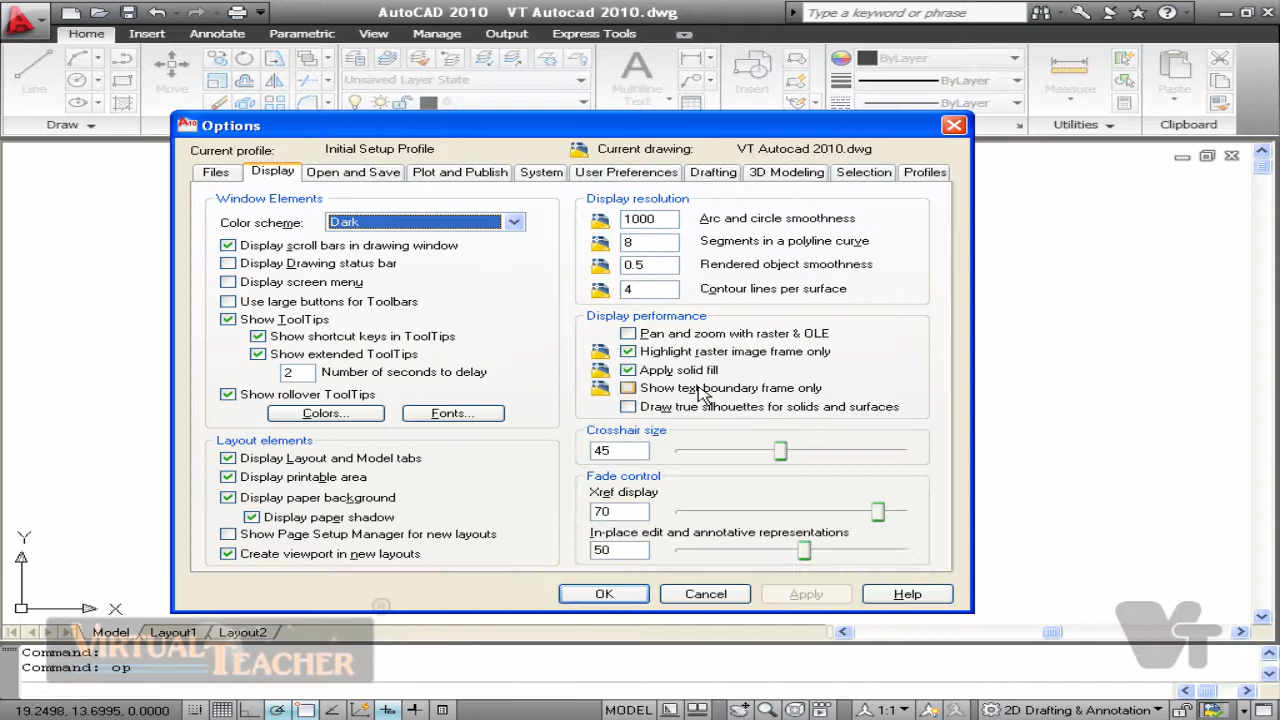 AutoCAD 2010 VT Autocad 2010.dwg
Type a keyword or phrase
Home Insert Annotate Parametric View Manage Output Express Tools
Line Move Unsaved Layer State Multiline Text Insert ByLayer Measure Paste
0 ByLayer
ByLayer
Draw Utilities Clipboard
Options
Current profile: Initial Setup Profile Current drawing: VT Autocad 2010.dwg
Files Display Open and Save Plot and Publish System User Preferences Drafting 3D Modeling Selection Profiles
Window Elements
Color scheme: Dark
Display scroll bars in drawing window
Display Drawing status bar
Display screen menu
Use large buttons for Toolbars
Show ToolTips
Show shortcut keys in ToolTips
Show extended ToolTips
2 Number of seconds to delay
Show rollover ToolTips
Colors... Fonts...
Layout elements
Display Layout and Model tabs
Display printable area
Display paper background
Display paper shadow
Show Page Setup Manager for new layouts
Create viewport in new layouts
Display resolution
1000 Arc and circle smoothness
8 Segments in a polyline curve
0.5 Rendered object smoothness
4 Contour lines per surface
Display performance
Pan and zoom with raster & OLE
Highlight raster image frame only
Apply solid fill
Show text boundary frame only
Draw true silhouettes for solids and surfaces
Crosshair size
45
Fade control
Xref display
70
In-place edit and annotative representations
50
OK Cancel Apply Help
Y
X
Model Layout1 Layout2
VIRTUAL TEACHER
®
VT
Command:
Command: op
19.2498, 13.6995, 0.0000 MODEL 1:1 2D Drafting & Annotation